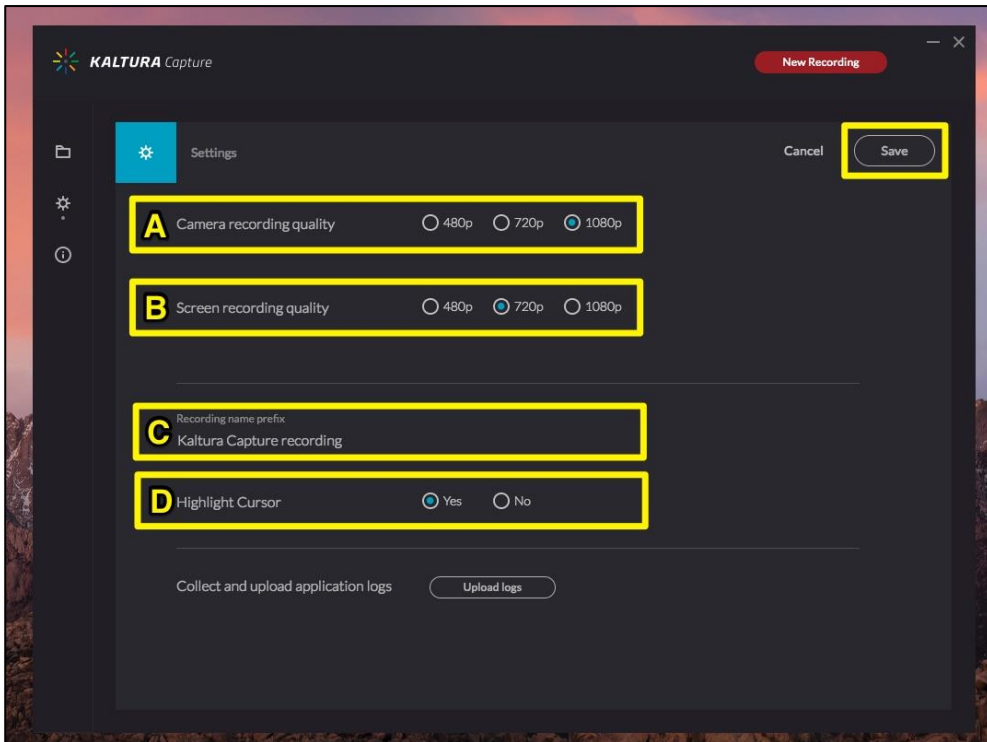 KALTURA Capture
New Recording
Settings
Cancel
Save
A Camera recording quality 480p 720p 1080p
B Screen recording quality 480p 720p 1080p
Recording name prefix
C Kaltura Capture recording
D Highlight Cursor Yes No
Collect and upload application logs Upload logs